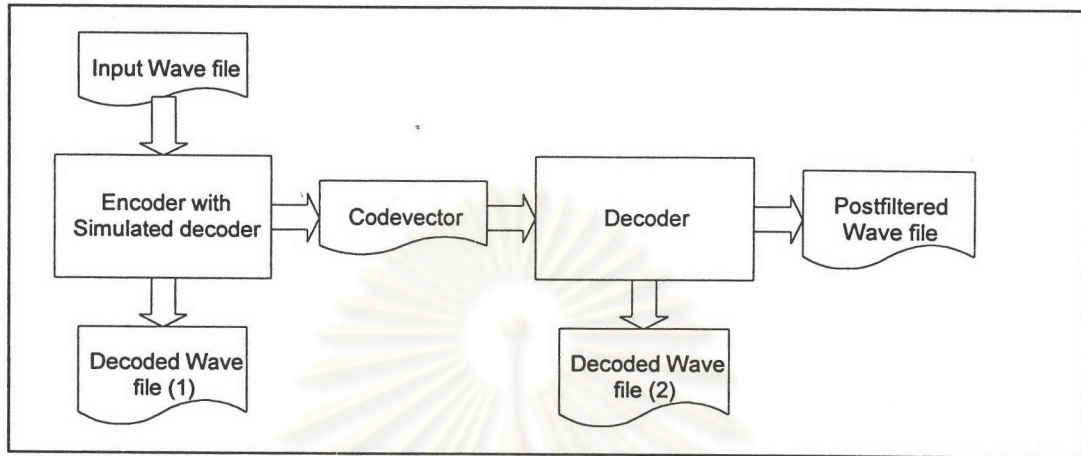 Input Wave file
Encoder with
Simulated decoder
Codevector
Decoder
Postfiltered
Wave file
Decoded Wave
file (1)
Decoded Wave
file (2)